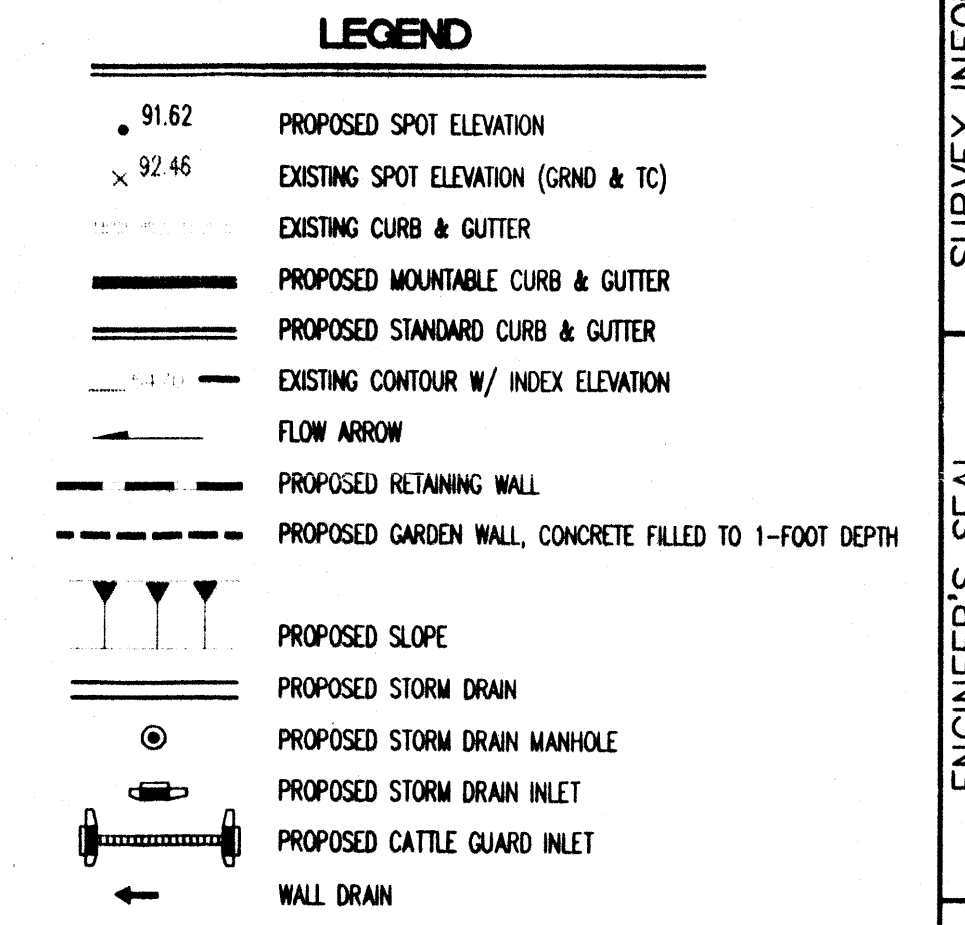 LEGEND
91.62 PROPOSED SPOT ELEVATION
92.46 EXISTING SPOT ELEVATION (GRND & TC)
EXISTING CURB & GUTTER
PROPOSED MOUNTABLE CURB & GUTTER
PROPOSED STANDARD CURB & GUTTER
EXISTING CONTOUR W/ INDEX ELEVATION
FLOW ARROW
PROPOSED RETAINING WALL
PROPOSED GARDEN WALL, CONCRETE FILLED TO 1-FOOT DEPTH
PROPOSED SLOPE
PROPOSED STORM DRAIN
PROPOSED STORM DRAIN MANHOLE
PROPOSED STORM DRAIN INLET
PROPOSED CATTLE GUARD INLET
WALL DRAIN
SURVEY
ENGINEER'S